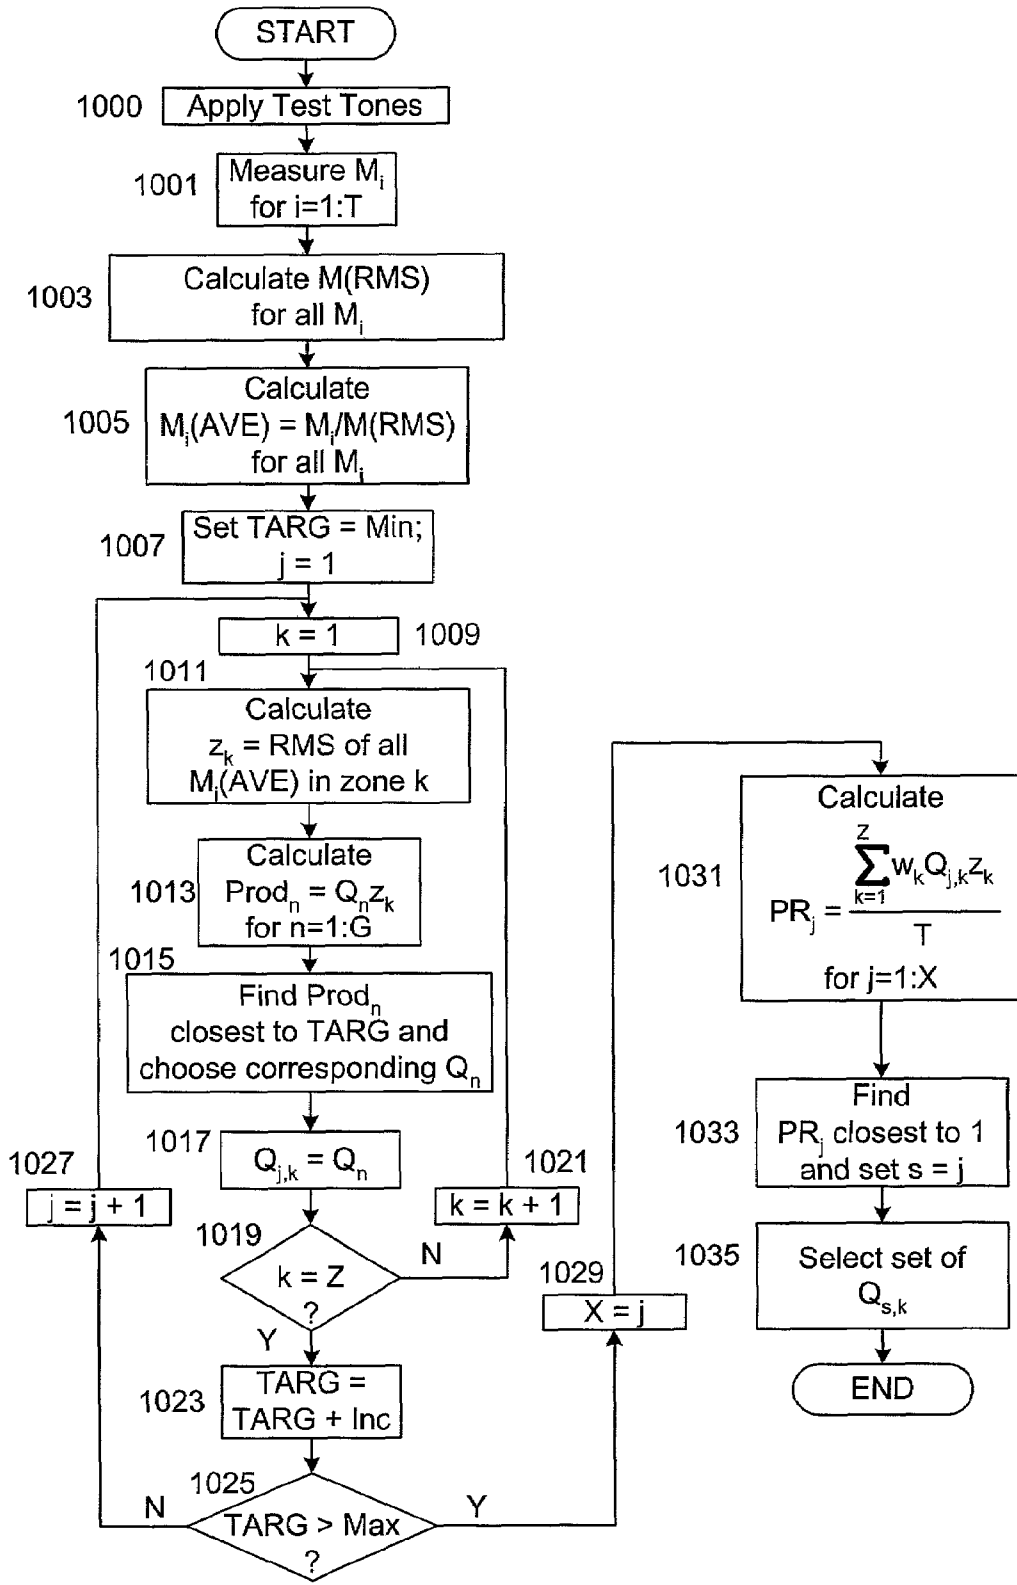 START
1000
Apply Test Tones
1001
Measure Mi
for i=1:T
1003
Calculate M(RMS)
for all Mi
1005
Calculate
Mi(AVE) = Mi/M(RMS)
for all Mi
1007
Set TARG = Min;
j = 1
k = 1
1009
1011
Calculate
zk = RMS of all
Mi(AVE) in zone k
1013
Calculate
Prodn = Qnzk
for n=1:G
1015
Find Prodn
closest to TARG and
choose corresponding Qn
1017
Qj,k = Qn
1019
k = Z
?
N
Y
1021
k = k + 1
1023
TARG =
TARG + Inc
1025
TARG > Max
?
N
Y
1027
j = j + 1
1029
X = j
1031
Calculate
Z
∑ wkQj,kzk
k=1
PRj =
T
for j=1:X
1033
Find
PRj closest to 1
and set s = j
1035
Select set of
Qs,k
END